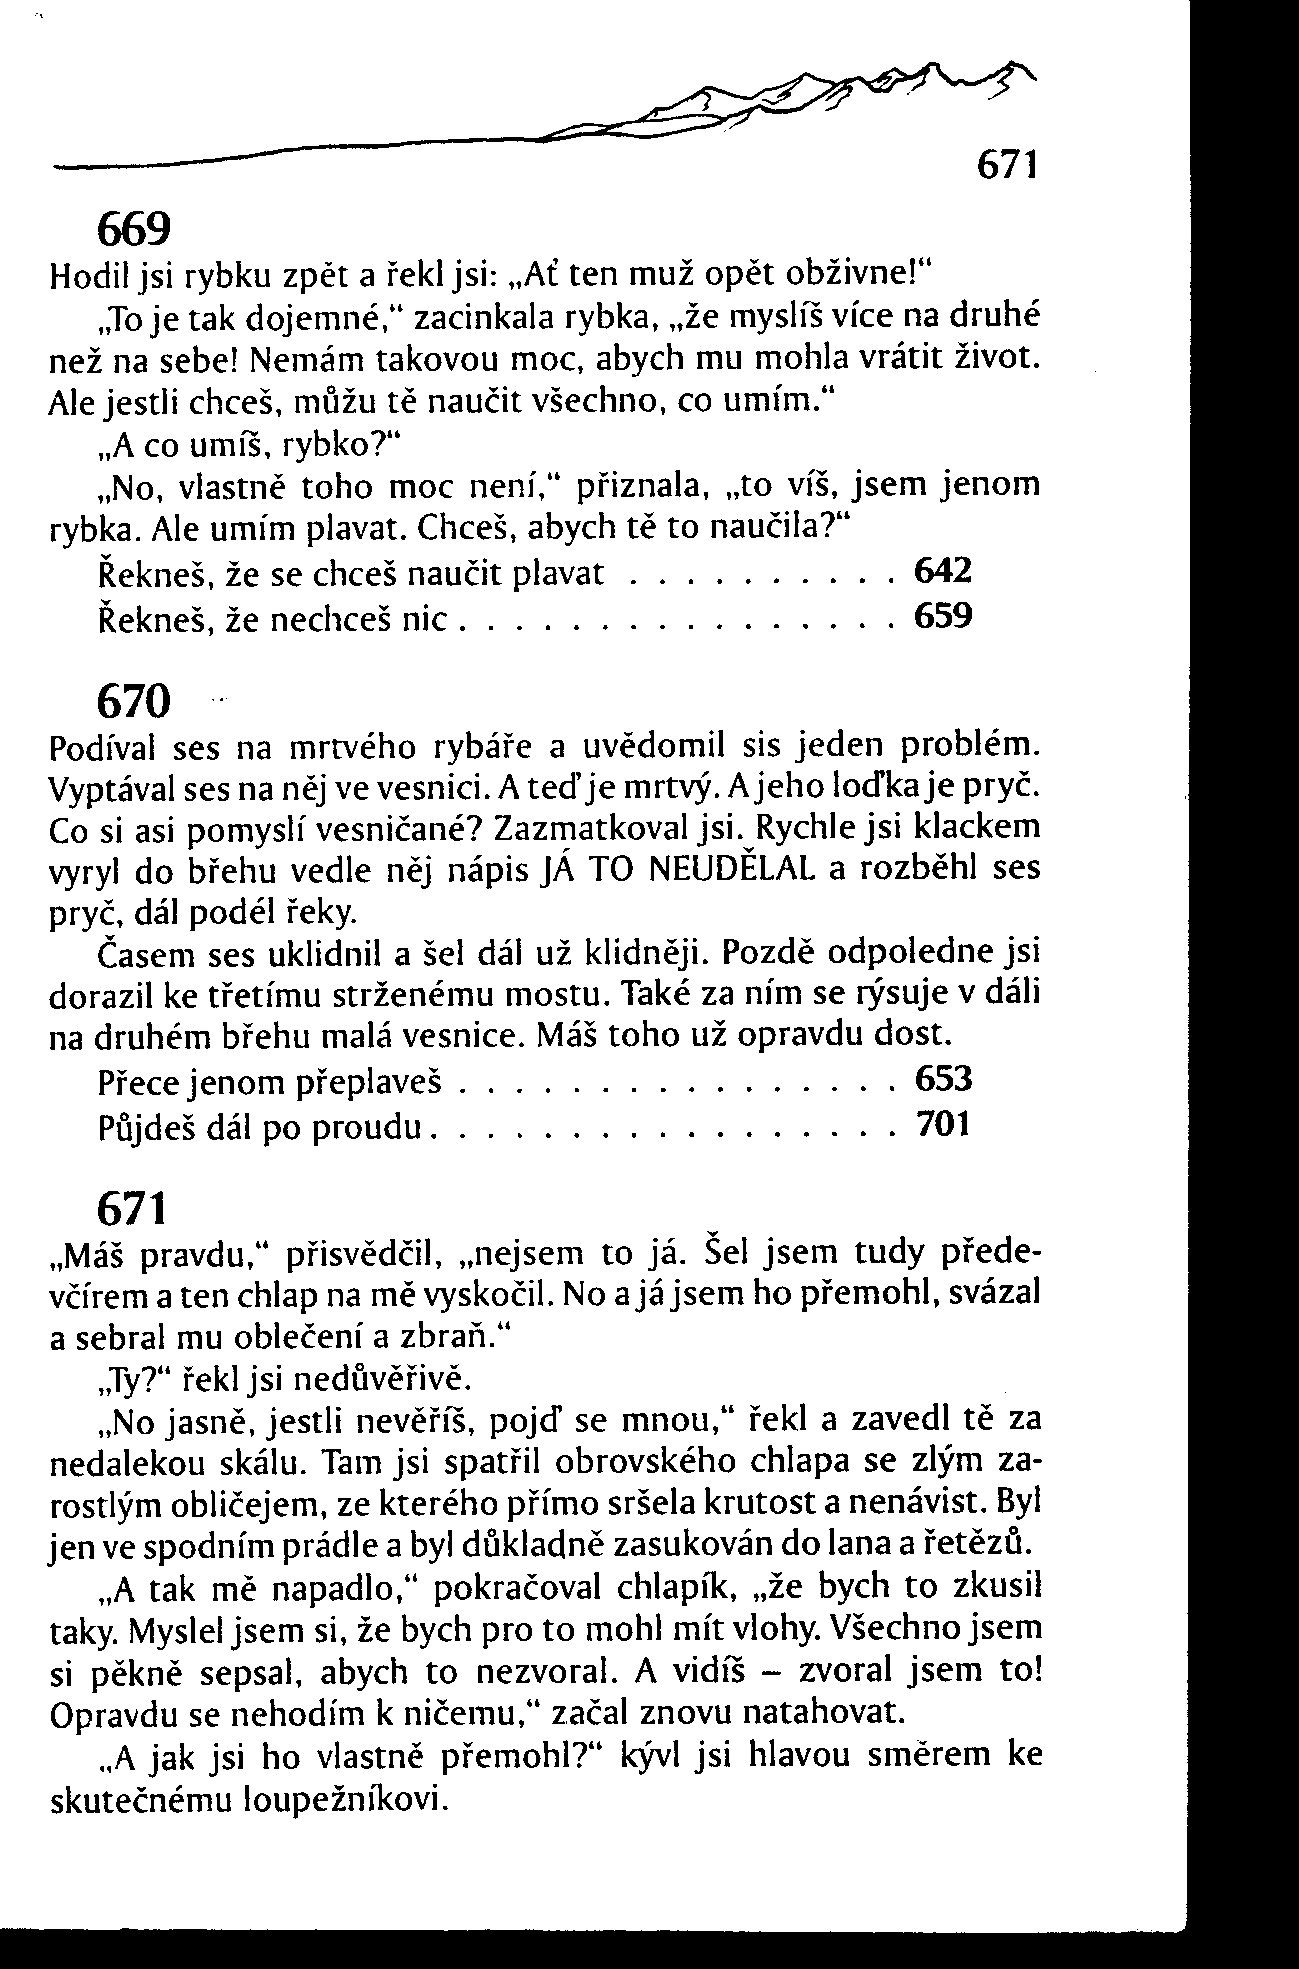 671
669
Hodil jsi rybku zpět a řekl jsi: „Ať ten muž opět obživne!“
„To je tak dojemné,“ zacinkala rybka, „že myslíš více na druhé
než na sebe! Nemám takovou moc, abych mu mohla vrátit život.
Ale jestli chceš, můžu tě naučit všechno, co umím.“
„A co umíš, rybko?“
„No, vlastně toho moc není,“ přiznala, „to víš, jsem jenom
rybka. Ale umím plavat. Chceš, abych tě to naučila?“
Řekneš, že se chceš naučit plavat . . . . . . . . . . 642
Řekneš, že nechceš nic . . . . . . . . . . . . . . . . 659
670
Podíval ses na mrtvého rybáře a uvědomil sis jeden problém.
Vyptával ses na něj ve vesnici. A teď je mrtvý. A jeho loďka je pryč.
Co si asi pomyslí vesničané? Zazmatkoval jsi. Rychle jsi klackem
vyryl do břehu vedle něj nápis JÁ TO NEUDĚLAL a rozběhl ses
pryč, dál podél řeky.
Časem ses uklidnil a šel dál už klidněji. Pozdě odpoledne jsi
dorazil ke třetímu strženému mostu. Také za ním se rýsuje v dáli
na druhém břehu malá vesnice. Máš toho už opravdu dost.
Přece jenom přeplaveš . . . . . . . . . . . . . . . . 653
Půjdeš dál po proudu . . . . . . . . . . . . . . . . . 701
671
„Máš pravdu,“ přisvědčil, „nejsem to já. Šel jsem tudy přede-
včírem a ten chlap na mě vyskočil. No a já jsem ho přemohl, svázal
a sebral mu oblečení a zbraň.“
„Ty?“ řekl jsi nedůvěřivě.
„No jasně, jestli nevěříš, pojď se mnou,“ řekl a zavedl tě za
nedalekou skálu. Tam jsi spatřil obrovského chlapa se zlým za-
rostlým obličejem, ze kterého přímo sršela krutost a nenávist. Byl
jen ve spodním prádle a byl důkladně zasukován do lana a řetězů.
„A tak mě napadlo,“ pokračoval chlapík, „že bych to zkusil
taky. Myslel jsem si, že bych pro to mohl mít vlohy. Všechno jsem
si pěkně sepsal, abych to nezvoral. A vidíš – zvoral jsem to!
Opravdu se nehodím k ničemu,“ začal znovu natahovat.
„A jak jsi ho vlastně přemohl?“ kývl jsi hlavou směrem ke
skutečnému loupežníkovi.